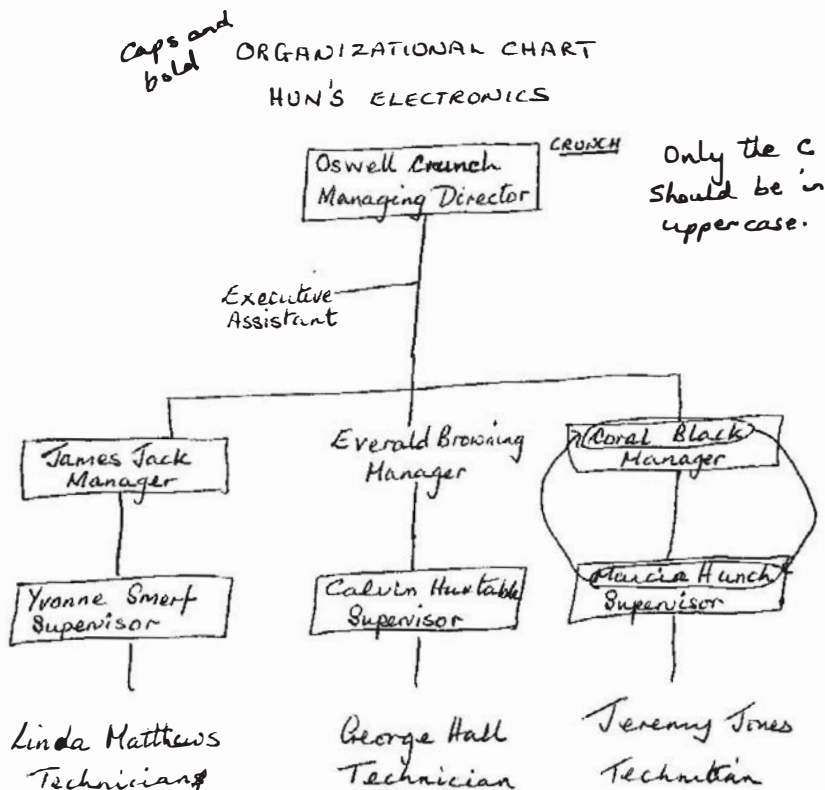 Caps and
bold
ORGANIZATIONAL CHART
HUN'S ELECTRONICS
Oswell Crunch
Managing Director
CRUNCH
Only the C
should be in
uppercase.
Executive
Assistant
James Jack
Manager
Everald Browning
Manager
Coral Black
Manager
Yvonne Smerf
Supervisor
Calvin Huxtable
Supervisor
Marcia Hunch
Supervisor
Linda Matthews
Technician
George Hall
Technician
Jeremy Jones
Technician